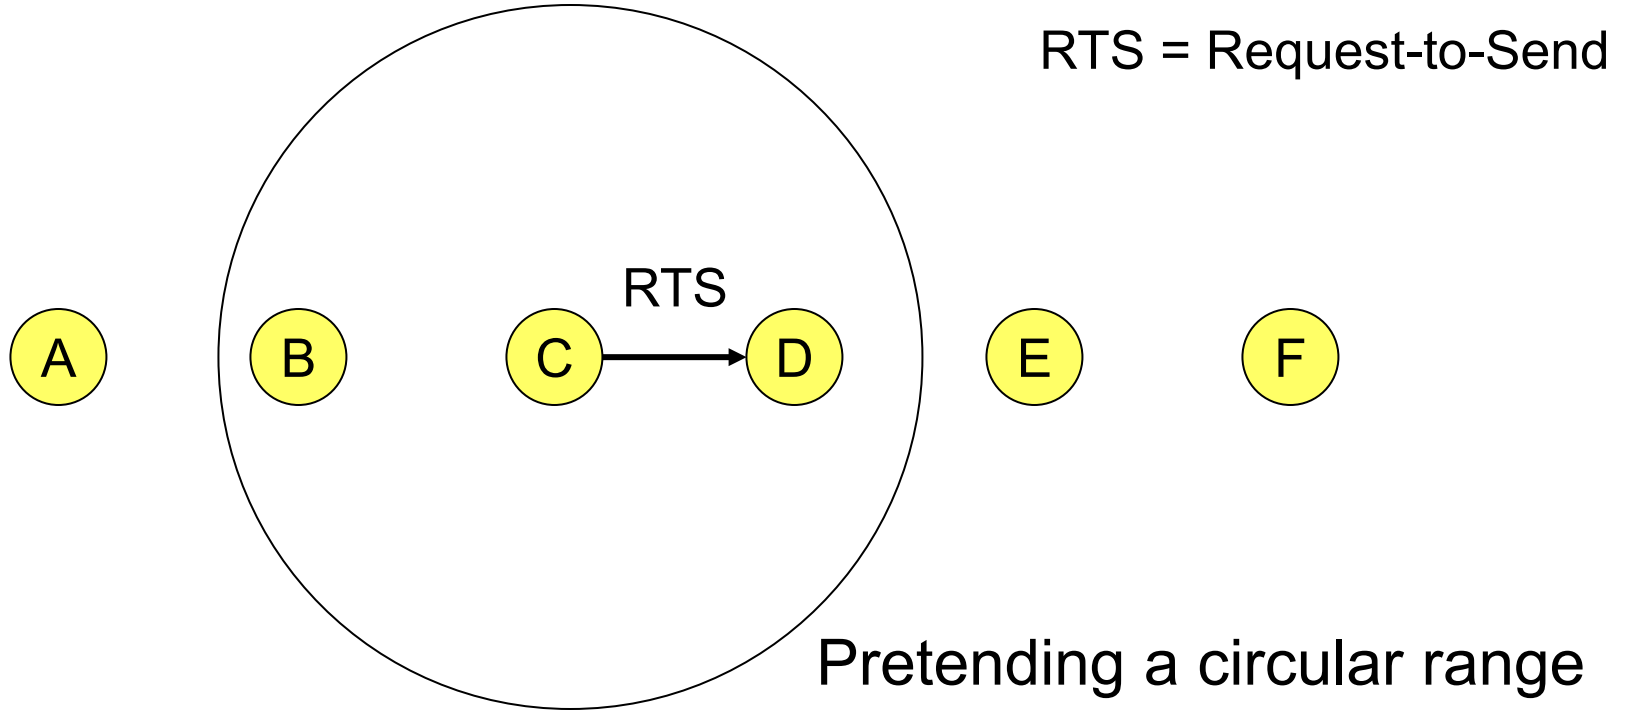 RTS = Request-to-Send
RTS
A B C D E F
Pretending a circular range